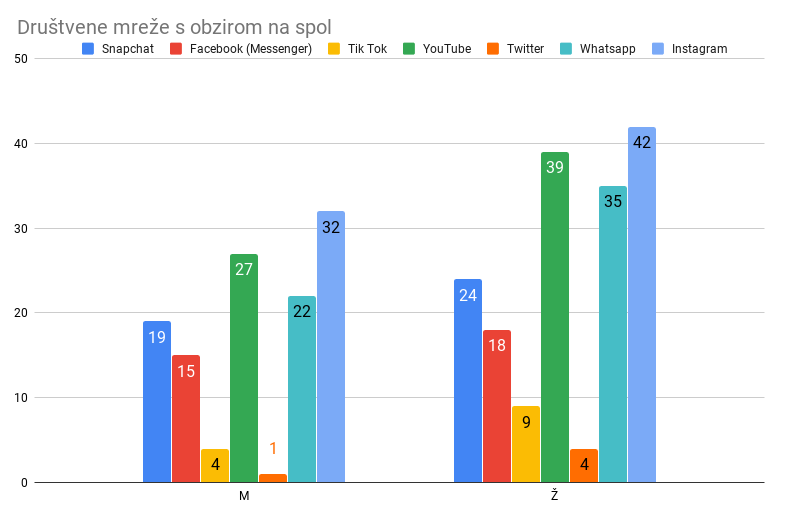 Društvene mreže s obzirom na spol
Snapchat Facebook (Messenger) Tik Tok YouTube Twitter Whatsapp Instagram
50
40
30
20
10
0
19 15 4 27 1 22 32
24 18 9 39 4 35 42
M Ž